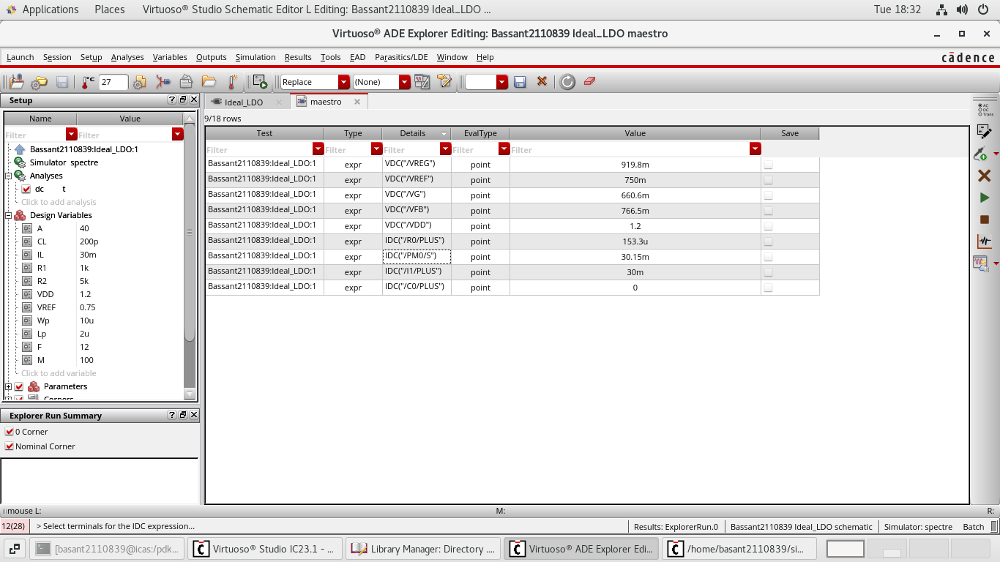 Applications Places Virtuoso® Studio Schematic Editor L Editing: Bassant2110839 Ideal_LDO ... Tue 18:32
Virtuoso® ADE Explorer Editing: Bassant2110839 Ideal_LDO maestro
Launch Session Setup Analyses Variables Outputs Simulation Results Tools EAD Parasitics/LDE Window Help cādence
°C 27 Replace (None)
Setup
Ideal_LDO maestro
9/18 rows
AC
DC
Trans
Name Value
Filter Filter
Bassant2110839:Ideal_LDO:1
Simulator spectre
Analyses
dc t
Click to add analysis
Design Variables
A 40
CL 200p
IL 30m
R1 1k
R2 5k
VDD 1.2
VREF 0.75
Wp 10u
Lp 2u
F 12
M 100
Click to add variable
Parameters
Corners
Test Type Details EvalType Value Save
Filter Filter Filter Filter Filter
Bassant2110839:Ideal_LDO:1 expr VDC("/VREG") point 919.8m
Bassant2110839:Ideal_LDO:1 expr VDC("/VREF") point 750m
Bassant2110839:Ideal_LDO:1 expr VDC("/VG") point 660.6m
Bassant2110839:Ideal_LDO:1 expr VDC("/VFB") point 766.5m
Bassant2110839:Ideal_LDO:1 expr VDC("/VDD") point 1.2
Bassant2110839:Ideal_LDO:1 expr IDC("/R0/PLUS") point 153.3u
Bassant2110839:Ideal_LDO:1 expr IDC("/PM0/S") point 30.15m
Bassant2110839:Ideal_LDO:1 expr IDC("/I1/PLUS") point 30m
Bassant2110839:Ideal_LDO:1 expr IDC("/C0/PLUS") point 0
Explorer Run Summary
0 Corner
Nominal Corner
mouse L: M: R:
12(28) > Select terminals for the IDC expression... Results: ExplorerRun.0 Bassant2110839 Ideal_LDO schematic Simulator: spectre Batch
[basant2110839@icas:/pdk... Virtuoso® Studio IC23.1 - ... Library Manager: Directory .... Virtuoso® ADE Explorer Edi... /home/basant2110839/si...